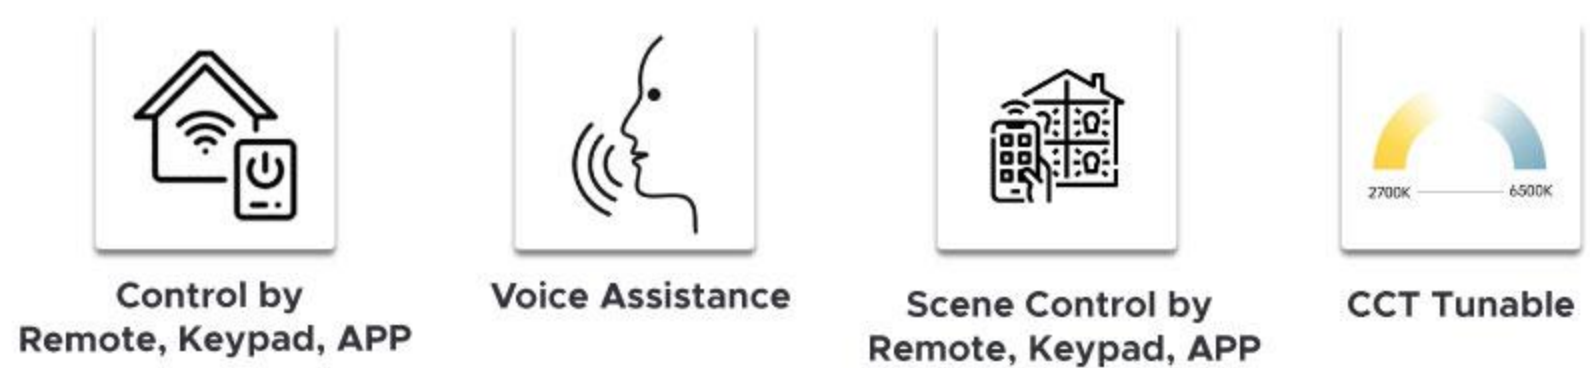 Control by
Remote, Keypad, APP
Voice Assistance
Scene Control by
Remote, Keypad, APP
2700K
6500K
CCT Tunable